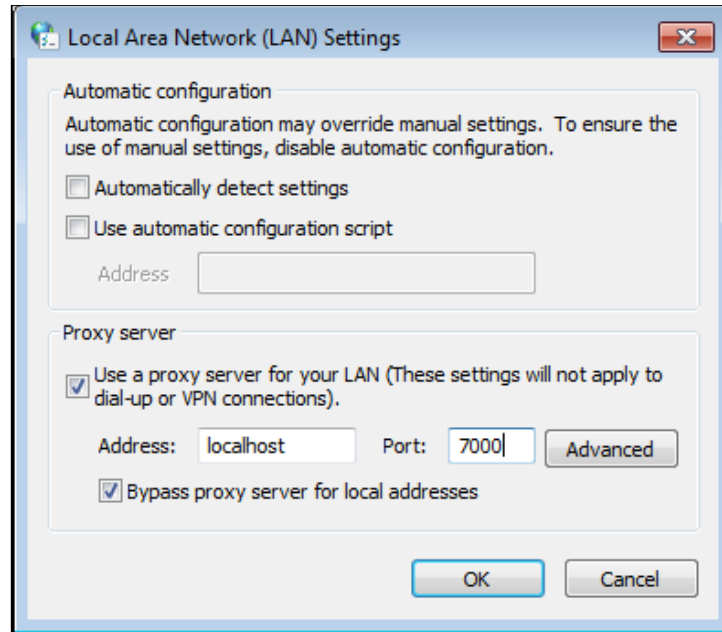 Local Area Network (LAN) Settings
Automatic configuration
Automatic configuration may override manual settings. To ensure the
use of manual settings, disable automatic configuration.
Automatically detect settings
Use automatic configuration script
Address
Proxy server
Use a proxy server for your LAN (These settings will not apply to
dial-up or VPN connections).
Address: localhost Port: 7000 Advanced
Bypass proxy server for local addresses
OK Cancel